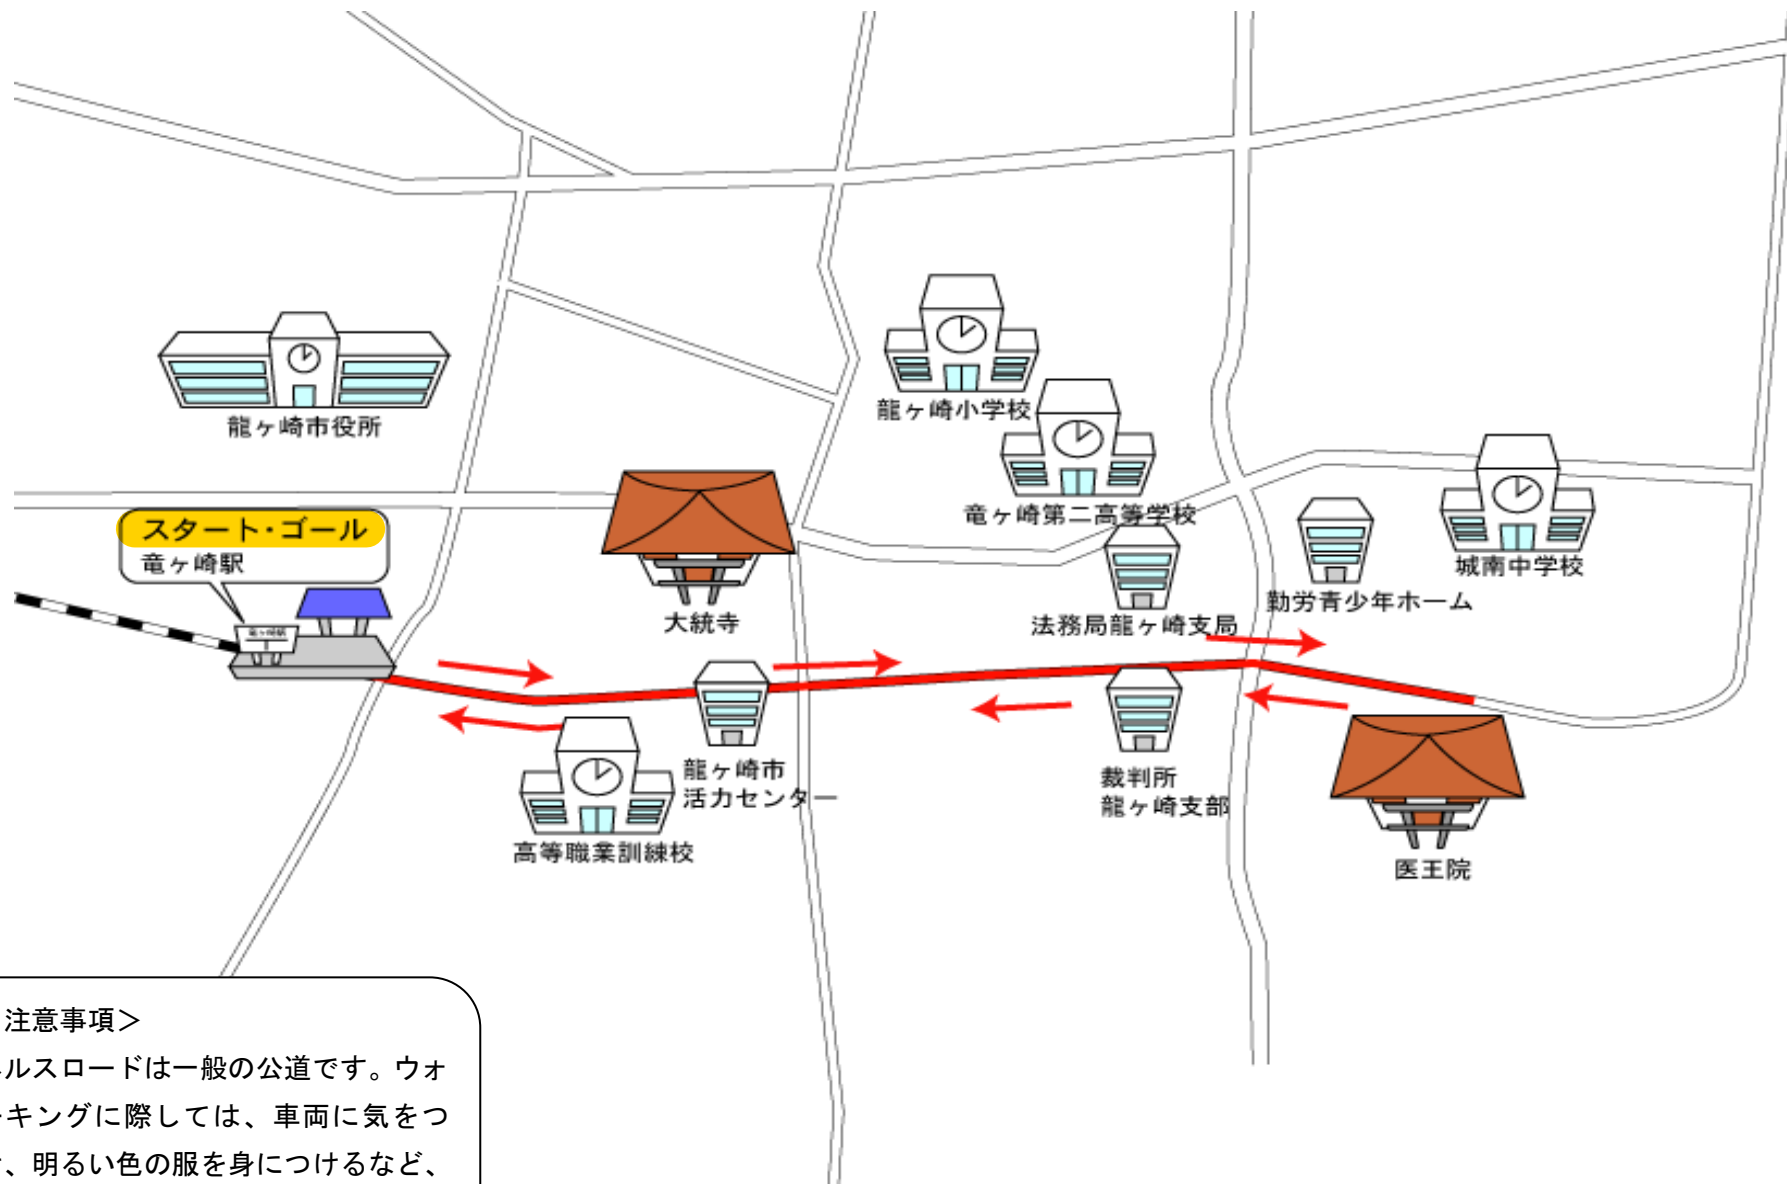 龍ヶ崎小学校
龍ヶ崎市役所
竜ヶ崎第二高等学校
スタート・ゴール
竜ヶ崎駅
城南中学校
勤労青少年ホーム
大統寺
法務局龍ヶ崎支局
竜ヶ崎駅
龍ヶ崎市
活力センター
裁判所
龍ヶ崎支部
高等職業訓練校
医王院
注意事項＞
ルスロードは一般の公道です。ウォ
キングに際しては、車両に気をつ
、明るい色の服を身につけるなど、